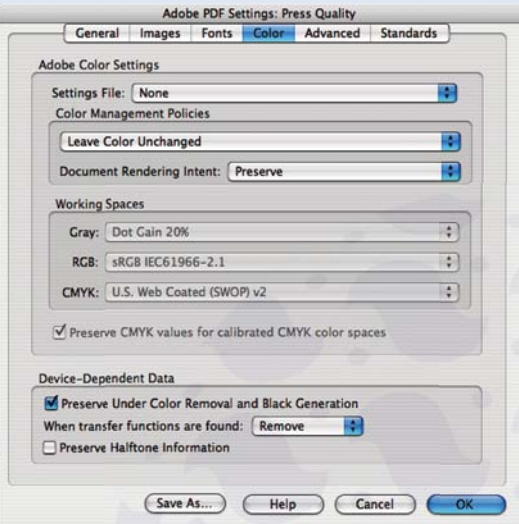 Adobe PDF Settings: Press Quality
General Images Fonts Color Advanced Standards
Adobe Color Settings
Settings File: None
Color Management Policies
Leave Color Unchanged
Document Rendering Intent: Preserve
Working Spaces
Gray: Dot Gain 20%
RGB: sRGB IEC61966-2.1
CMYK: U.S. Web Coated (SWOP) v2
Preserve CMYK values for calibrated CMYK color spaces
Device-Dependent Data
Preserve Under Color Removal and Black Generation
When transfer functions are found: Remove
Preserve Halftone Information
Save As... Help Cancel OK